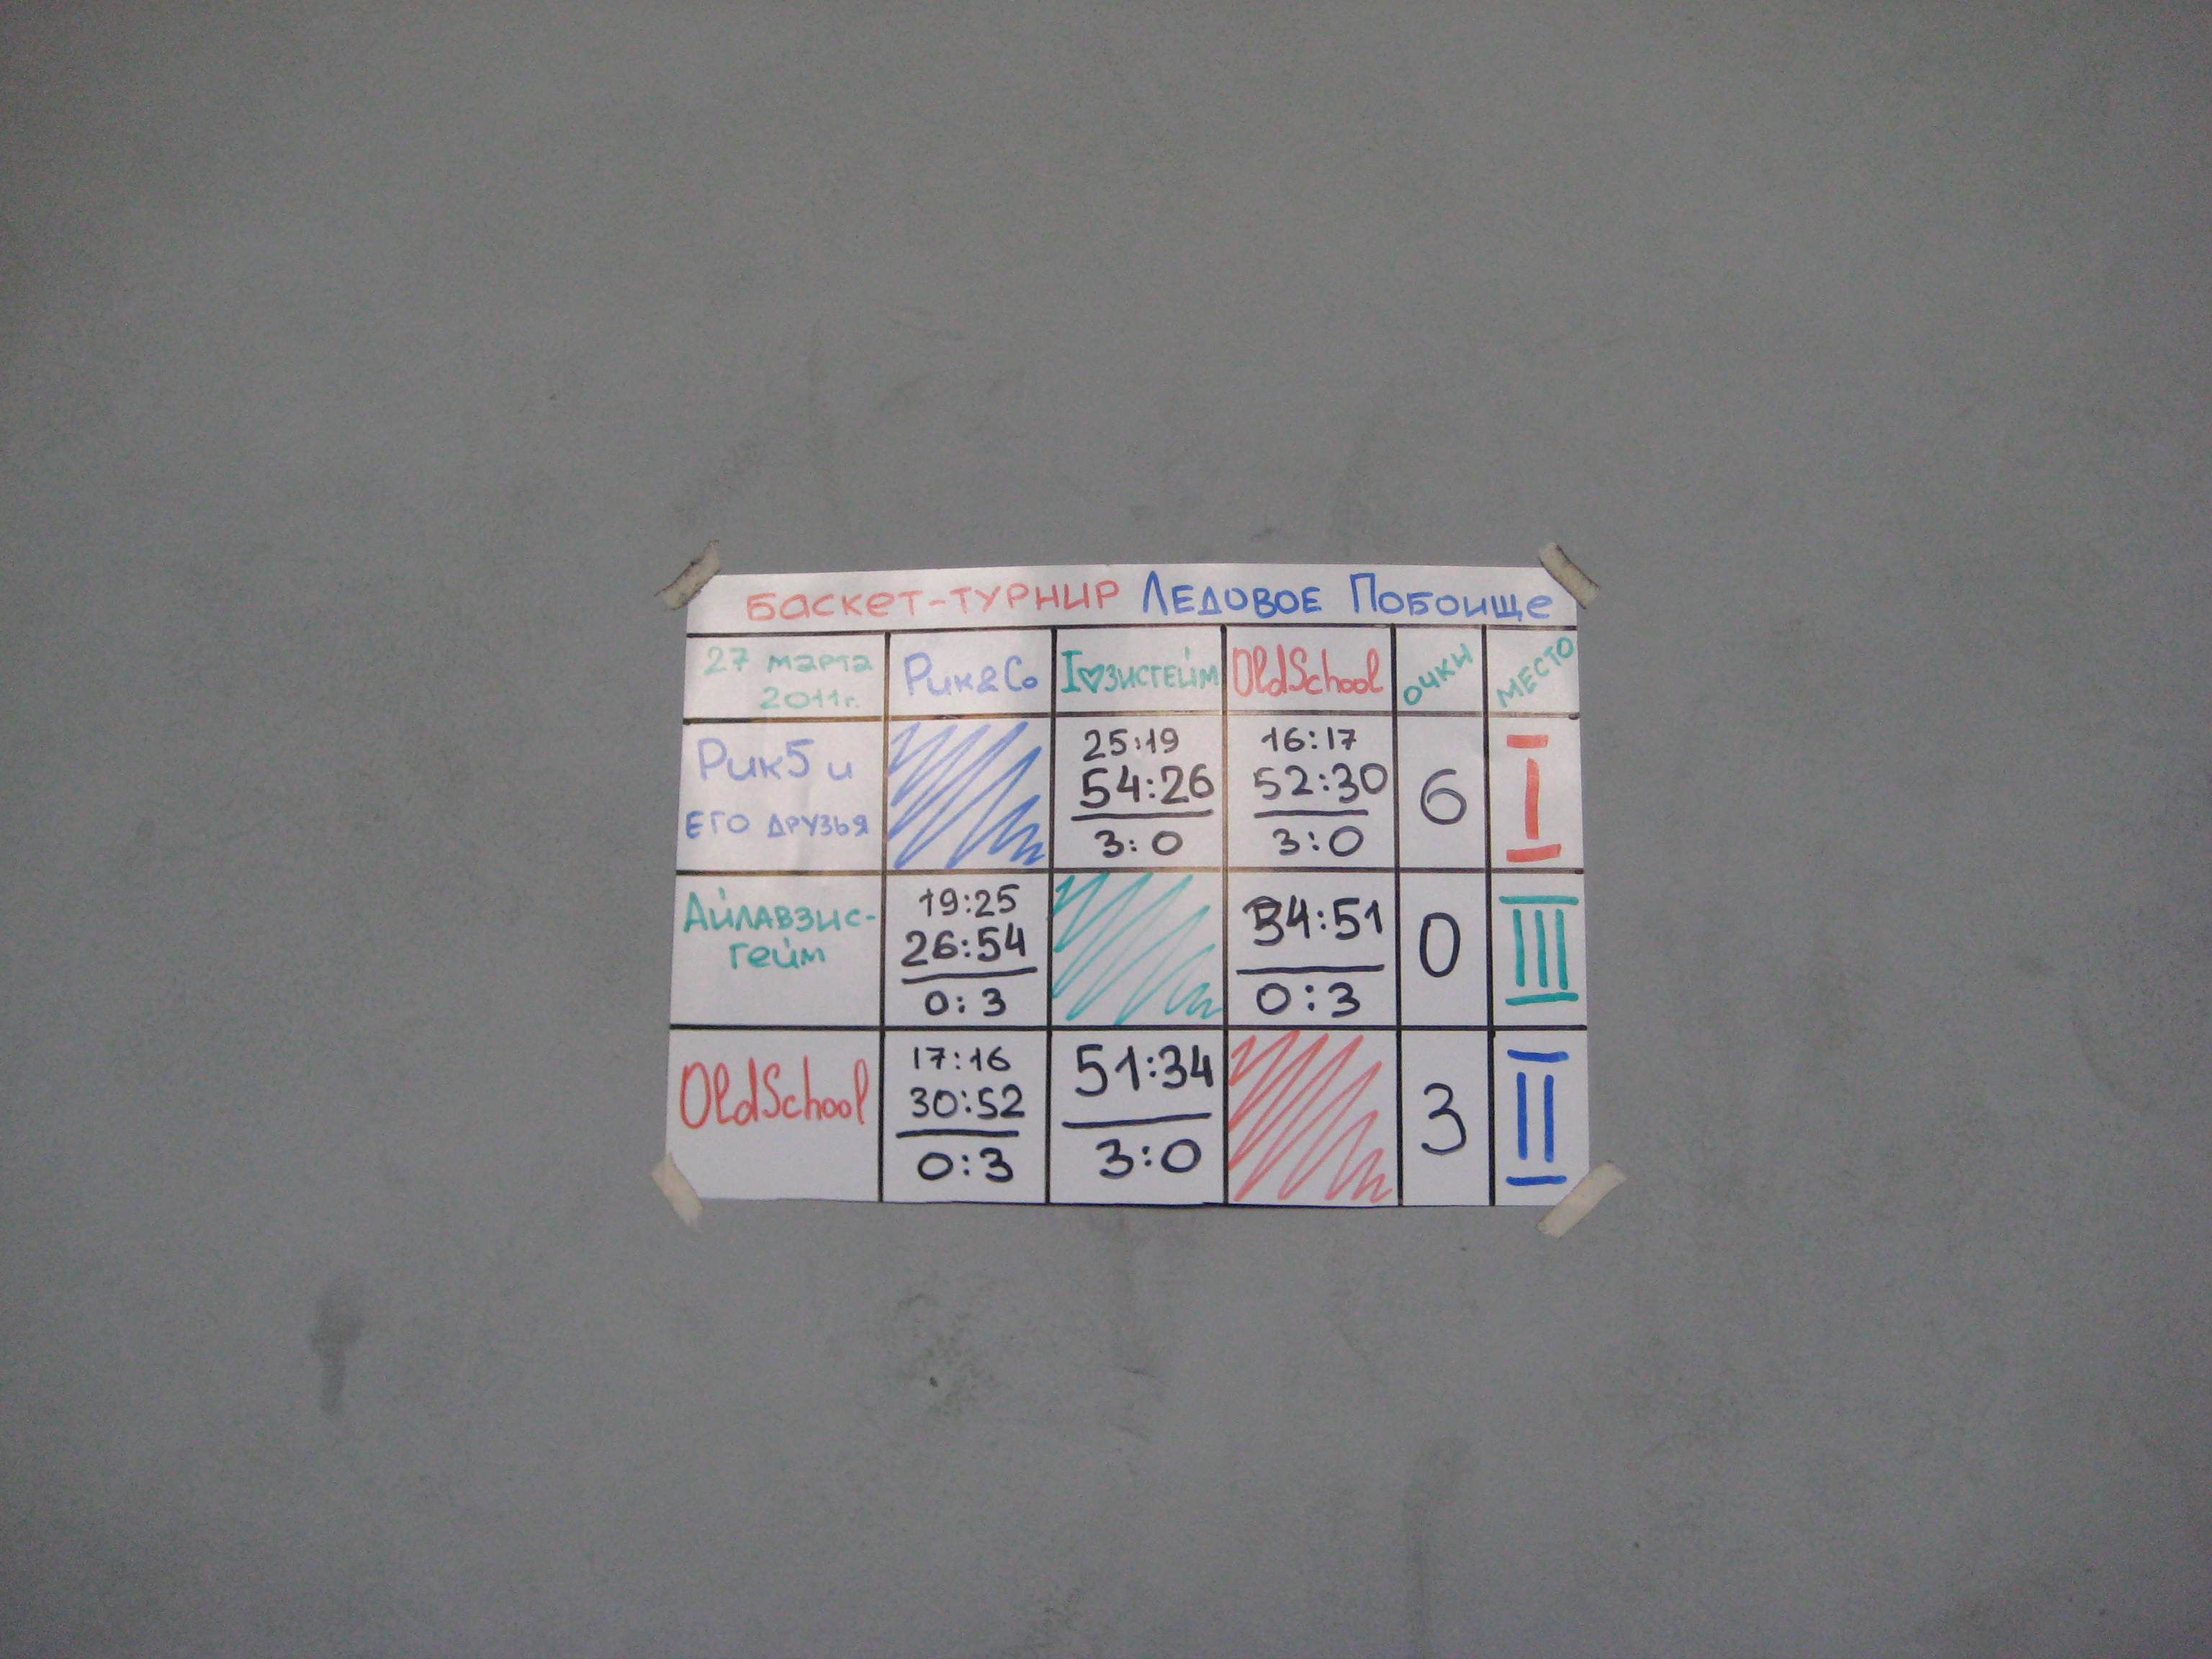 Баскет-турнир Ледовое Побоище
27 марта 2011г. Рик&Co I♡зисгейм OldSchool очки место
Рик5 и его друзья 25:19 54:26 3:0 16:17 52:30 3:0 6 I
Айлавзис-гейм 19:25 26:54 0:3 34:51 0:3 0 III
OldSchool 17:16 30:52 0:3 51:34 3:0 3 II